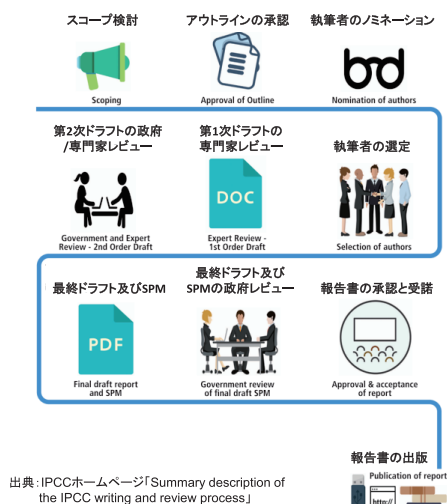 スコープ検討
アウトラインの承認
執筆者のノミネーション
Scoping
Approval of Outline
Nomination of authors
第2次ドラフトの政府
/専門家レビュー
第1次ドラフトの
専門家レビュー
執筆者の選定
DOC
Government and Expert
Review - 2nd Order Draft
Expert Review -
1st Order Draft
Selection of authors
最終ドラフト及びSPM
最終ドラフト及び
SPMの政府レビュー
報告書の承認と受諾
PDF
Final draft report
and SPM
Government review
of final draft SPM
Approval & acceptance
of report
報告書の出版
Publication of report
http://
出典:IPCCホームページ「Summary description of
the IPCC writing and review process」